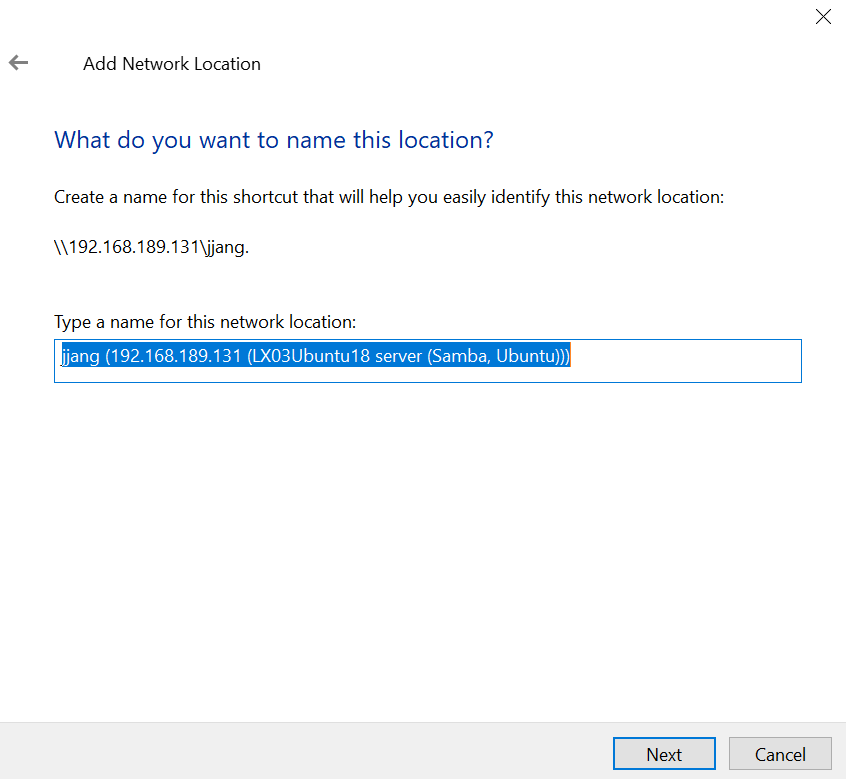 Add Network Location
What do you want to name this location?
Create a name for this shortcut that will help you easily identify this network location:
\\192.168.189.131\jjang.
Type a name for this network location:
jjang (192.168.189.131 (LX03Ubuntu18 server (Samba, Ubuntu)))
Next
Cancel